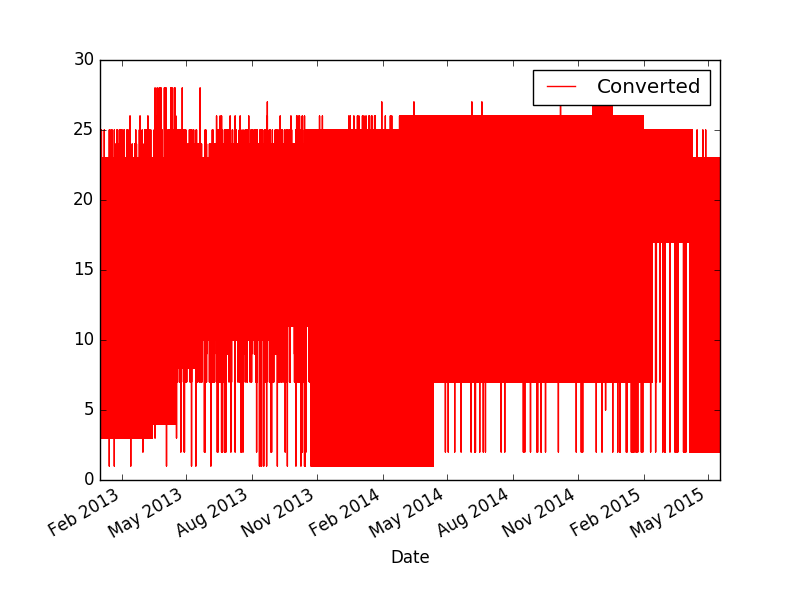 30
25
20
15
10
5
0
Converted
Feb 2013
May 2013
Aug 2013
Nov 2013
Feb 2014
May 2014
Aug 2014
Nov 2014
Feb 2015
May 2015
Date